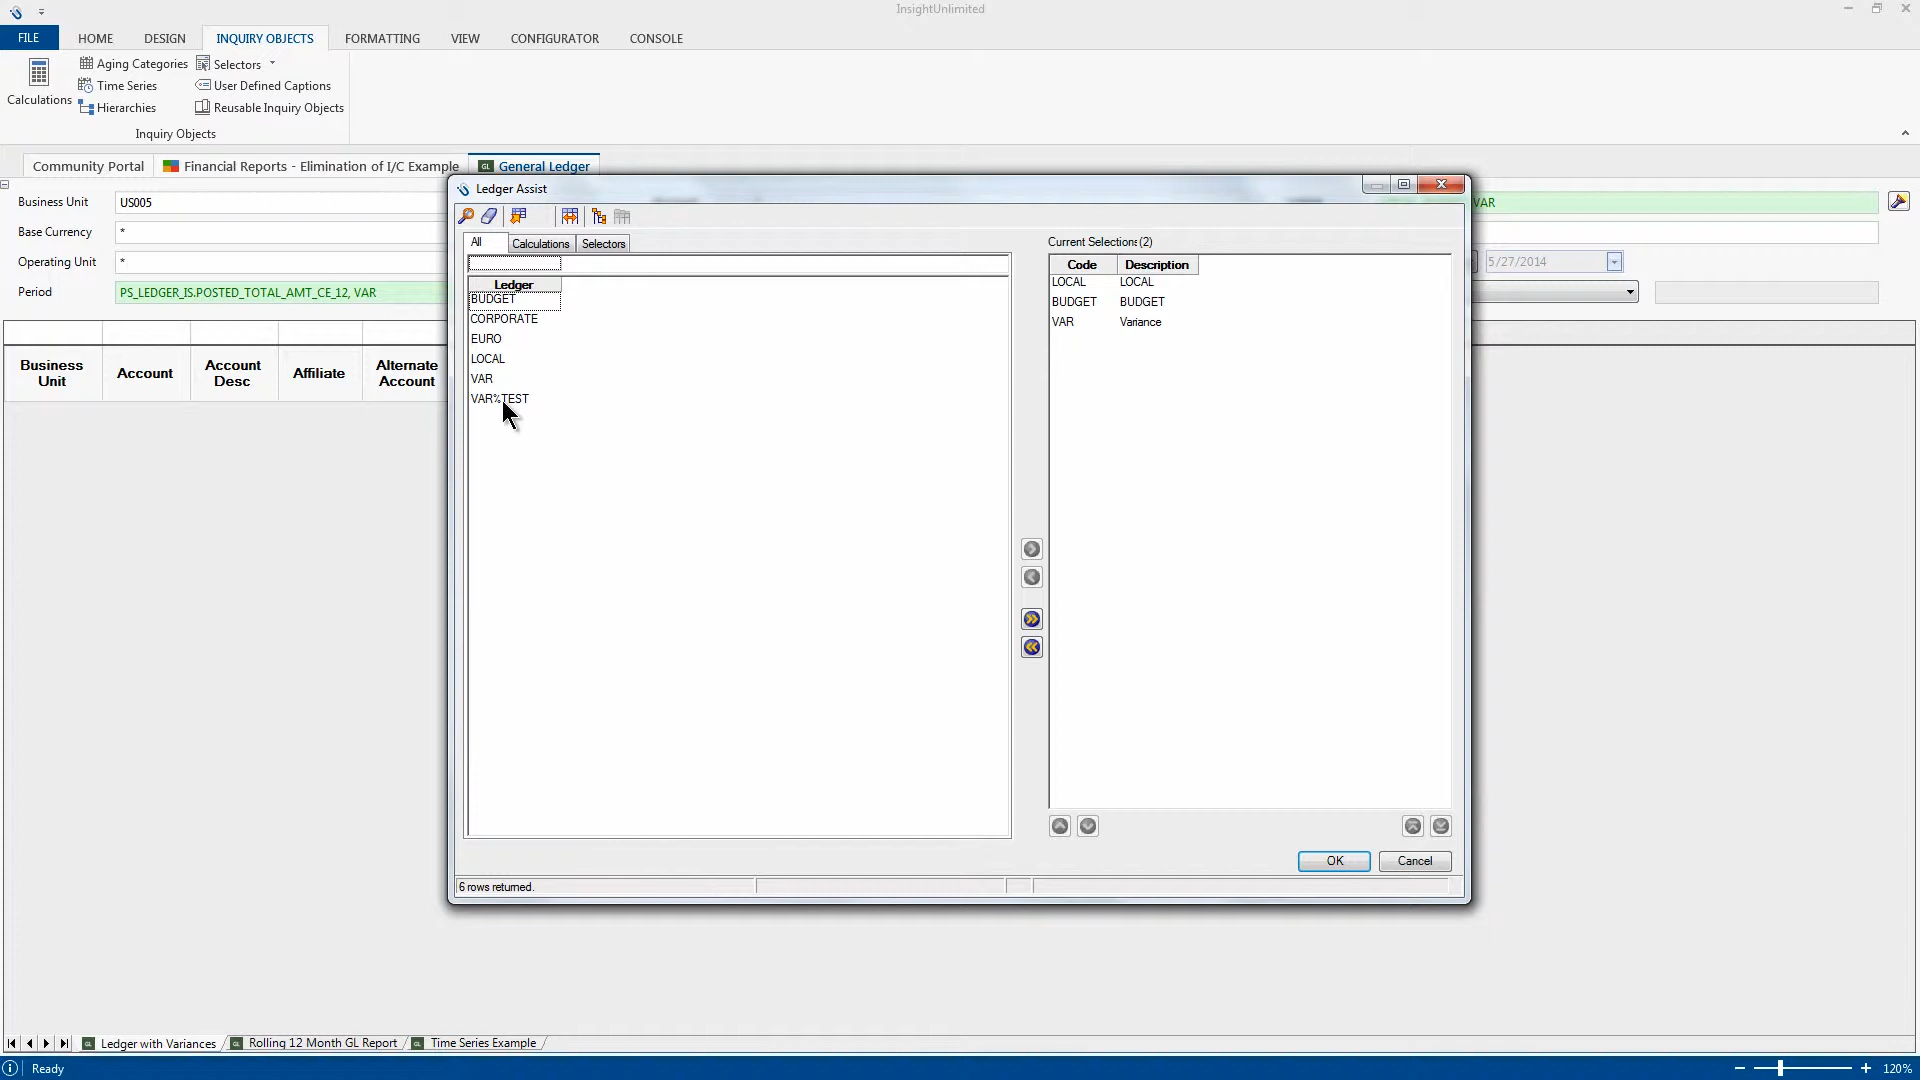 InsightUnlimited
FILE HOME DESIGN INQUIRY OBJECTS FORMATTING VIEW CONFIGURATOR CONSOLE
Calculations
Aging Categories
Time Series
Hierarchies
Selectors
User Defined Captions
Reusable Inquiry Objects
Inquiry Objects
Community Portal Financial Reports - Elimination of I/C Example GL General Ledger
Business Unit US005
Base Currency *
Operating Unit *
Period PS_LEDGER_IS.POSTED_TOTAL_AMT_CE_12, VAR
VAR
5/27/2014
Business Unit
Account
Account Desc
Affiliate
Alternate Account
Ledger Assist
All Calculations Selectors
Ledger
BUDGET
CORPORATE
EURO
LOCAL
VAR
VAR%TEST
Current Selections (2)
Code Description
LOCAL LOCAL
BUDGET BUDGET
VAR Variance
OK Cancel
6 rows returned.
Ledger with Variances Rolling 12 Month GL Report Time Series Example
Ready
120%